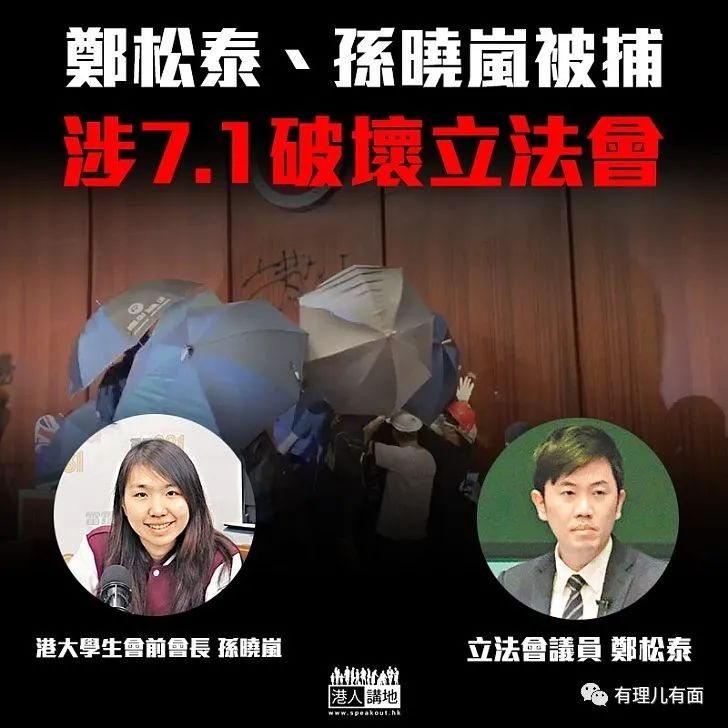 鄭松泰、孫曉嵐被捕
涉7.1破壞立法會
港大學生會前會長 孫曉嵐
立法會議員 鄭松泰
港人講地
www.speakout.hk
有理儿有面